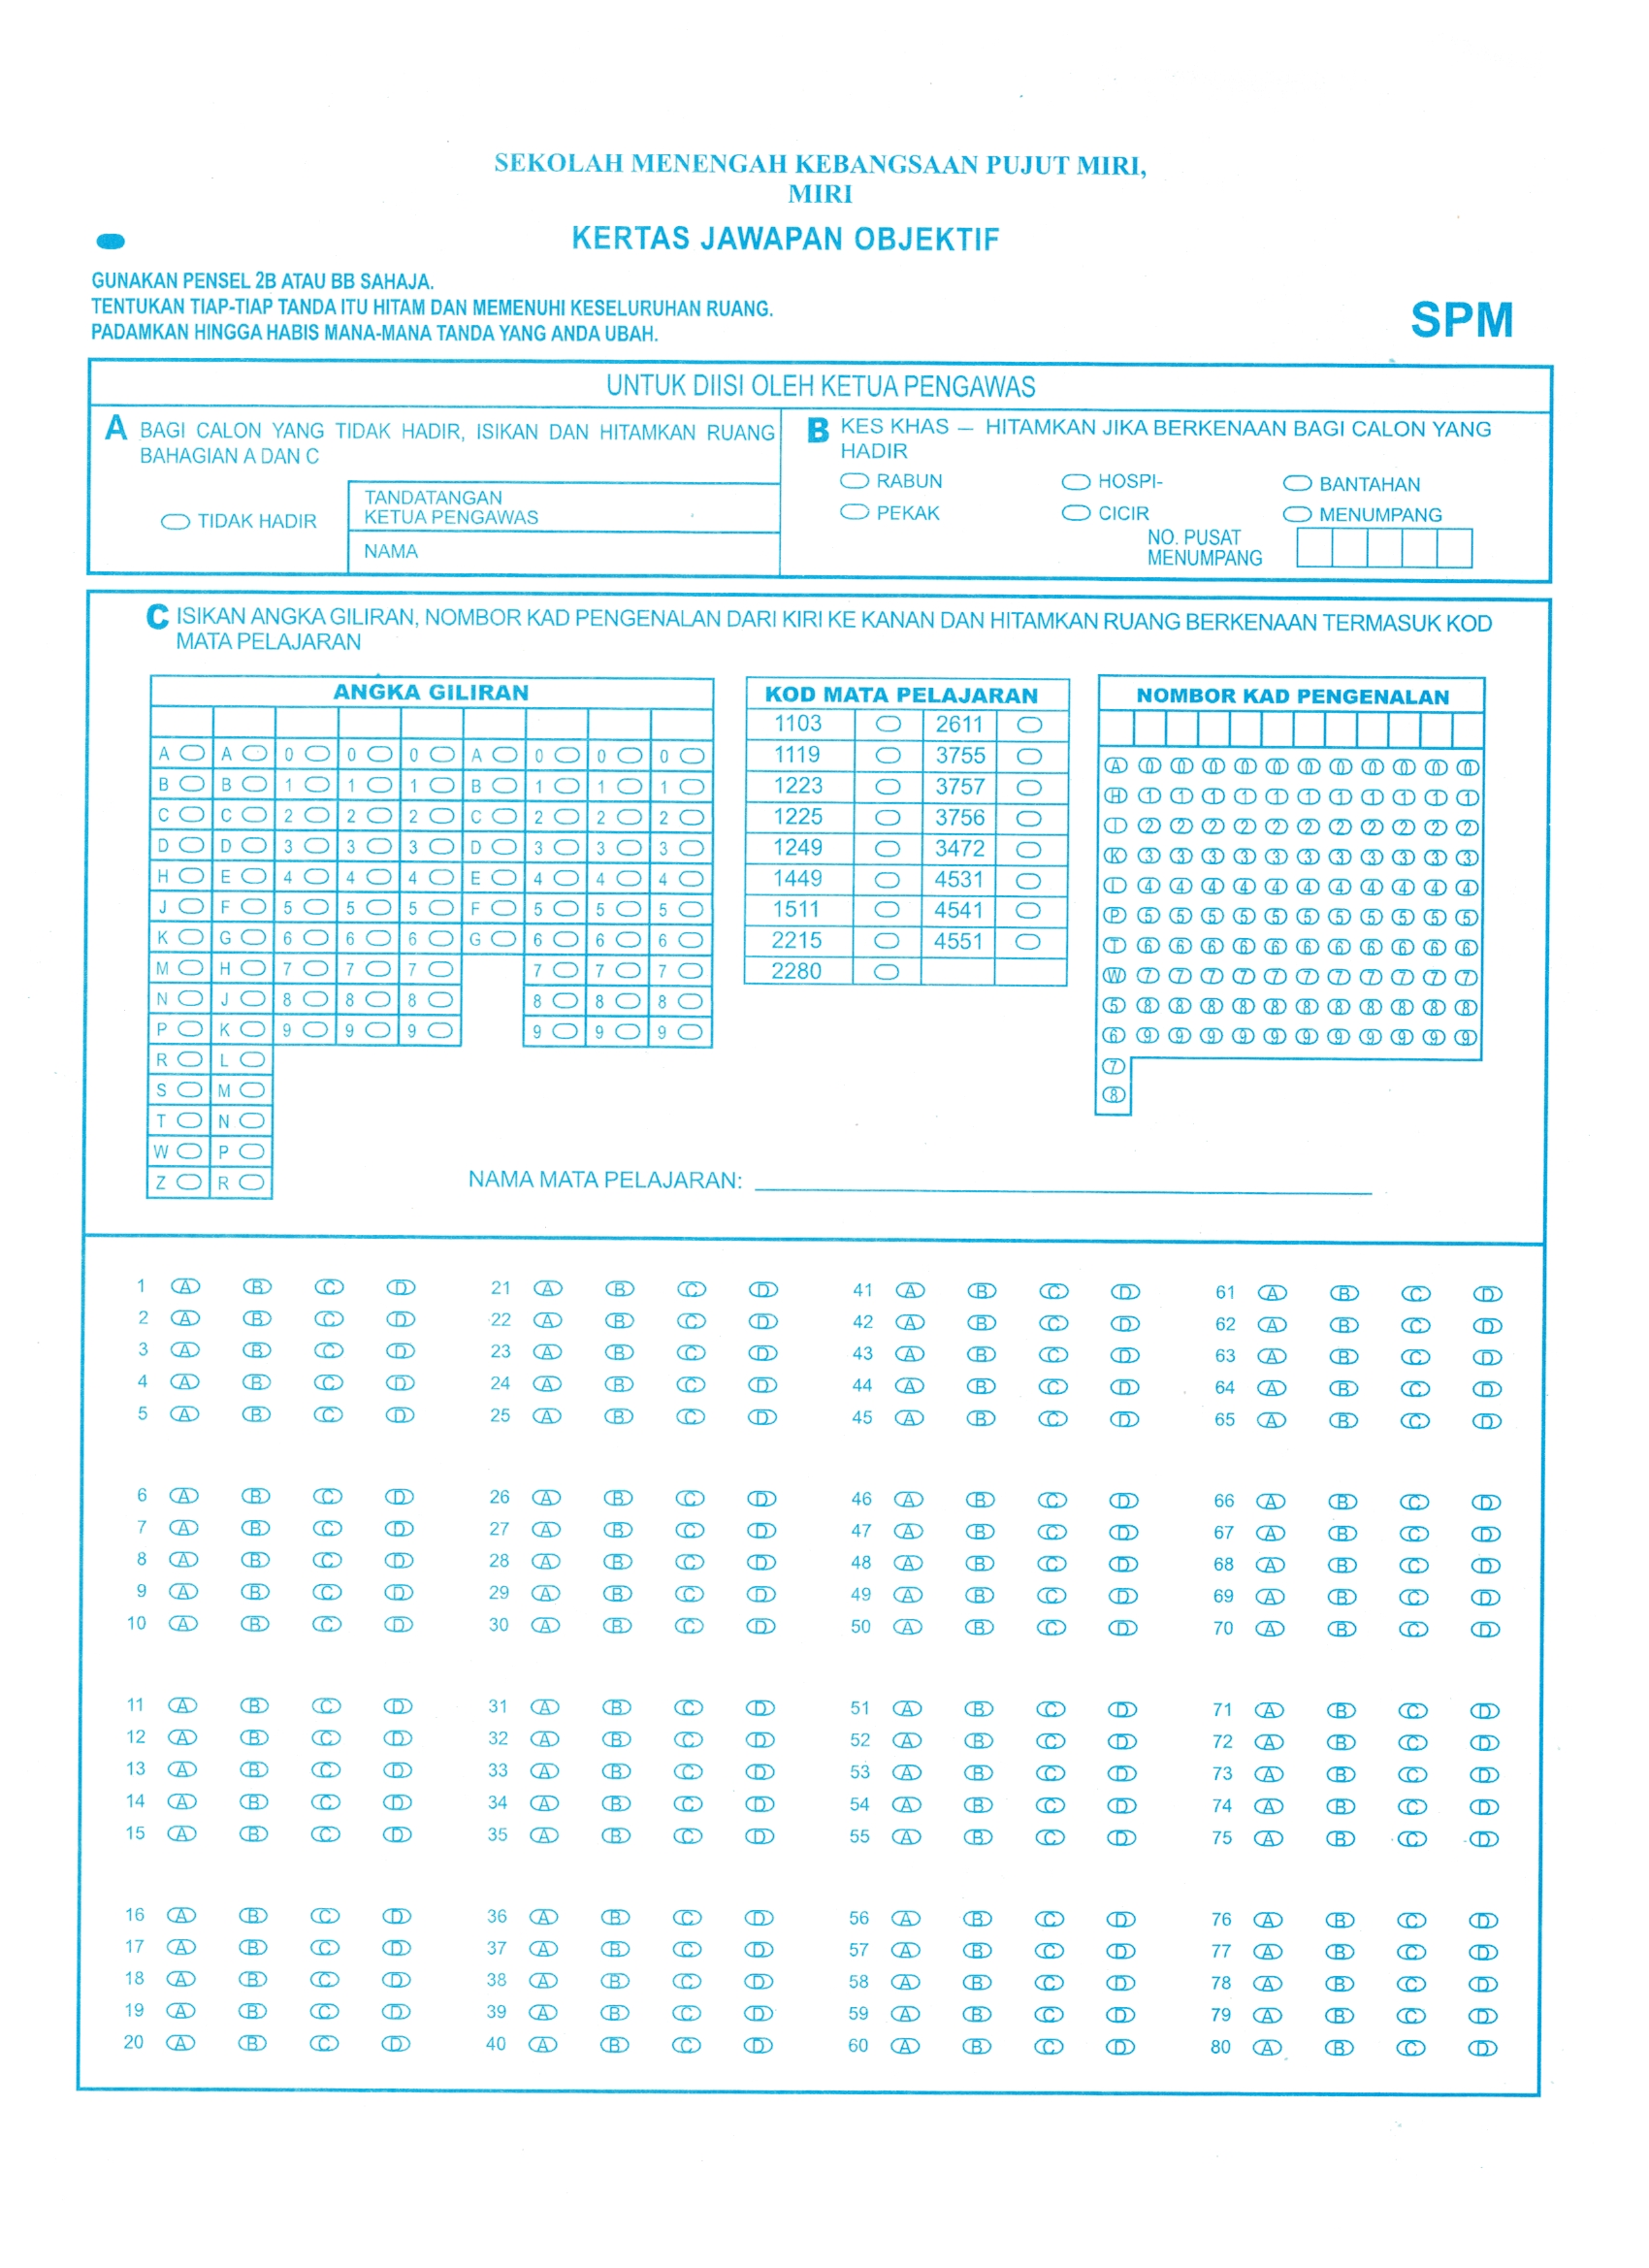 SEKOLAH MENENGAH KEBANGSAAN PUJUT MIRI,
MIRI
KERTAS JAWAPAN OBJEKTIF
GUNAKAN PENSEL 2B ATAU BB SAHAJA.
TENTUKAN TIAP-TIAP TANDA ITU HITAM DAN MEMENUHI KESELURUHAN RUANG.
PADAMKAN HINGGA HABIS MANA-MANA TANDA YANG ANDA UBAH.
SPM
UNTUK DIISI OLEH KETUA PENGAWAS
A BAGI CALON YANG TIDAK HADIR, ISIKAN DAN HITAMKAN RUANG
BAHAGIAN A DAN C
TIDAK HADIR
TANDATANGAN
KETUA PENGAWAS
NAMA
B KES KHAS — HITAMKAN JIKA BERKENAAN BAGI CALON YANG
HADIR
RABUN HOSPI- BANTAHAN
PEKAK CICIR MENUMPANG
NO. PUSAT
MENUMPANG
C ISIKAN ANGKA GILIRAN, NOMBOR KAD PENGENALAN DARI KIRI KE KANAN DAN HITAMKAN RUANG BERKENAAN TERMASUK KOD
MATA PELAJARAN
ANGKA GILIRAN
A A 0 0 0 A 0 0 0
B B 1 1 1 B 1 1 1
C C 2 2 2 C 2 2 2
D D 3 3 3 D 3 3 3
H E 4 4 4 E 4 4 4
J F 5 5 5 F 5 5 5
K G 6 6 6 G 6 6 6
M H 7 7 7 7 7 7
N J 8 8 8 8 8 8
P K 9 9 9 9 9 9
R L
S M
T N
W P
Z R
KOD MATA PELAJARAN
1103 2611
1119 3755
1223 3757
1225 3756
1249 3472
1449 4531
1511 4541
2215 4551
2280
NOMBOR KAD PENGENALAN
A 0 0 0 0 0 0 0 0 0 0 0
H 1 1 1 1 1 1 1 1 1 1 1
I 2 2 2 2 2 2 2 2 2 2 2
K 3 3 3 3 3 3 3 3 3 3 3
L 4 4 4 4 4 4 4 4 4 4 4
P 5 5 5 5 5 5 5 5 5 5 5
T 6 6 6 6 6 6 6 6 6 6 6
W 7 7 7 7 7 7 7 7 7 7 7
5 8 8 8 8 8 8 8 8 8 8 8
6 9 9 9 9 9 9 9 9 9 9 9
7
8
NAMA MATA PELAJARAN:
1 A B C D 21 A B C D 41 A B C D 61 A B C D
2 A B C D 22 A B C D 42 A B C D 62 A B C D
3 A B C D 23 A B C D 43 A B C D 63 A B C D
4 A B C D 24 A B C D 44 A B C D 64 A B C D
5 A B C D 25 A B C D 45 A B C D 65 A B C D
6 A B C D 26 A B C D 46 A B C D 66 A B C D
7 A B C D 27 A B C D 47 A B C D 67 A B C D
8 A B C D 28 A B C D 48 A B C D 68 A B C D
9 A B C D 29 A B C D 49 A B C D 69 A B C D
10 A B C D 30 A B C D 50 A B C D 70 A B C D
11 A B C D 31 A B C D 51 A B C D 71 A B C D
12 A B C D 32 A B C D 52 A B C D 72 A B C D
13 A B C D 33 A B C D 53 A B C D 73 A B C D
14 A B C D 34 A B C D 54 A B C D 74 A B C D
15 A B C D 35 A B C D 55 A B C D 75 A B C D
16 A B C D 36 A B C D 56 A B C D 76 A B C D
17 A B C D 37 A B C D 57 A B C D 77 A B C D
18 A B C D 38 A B C D 58 A B C D 78 A B C D
19 A B C D 39 A B C D 59 A B C D 79 A B C D
20 A B C D 40 A B C D 60 A B C D 80 A B C D